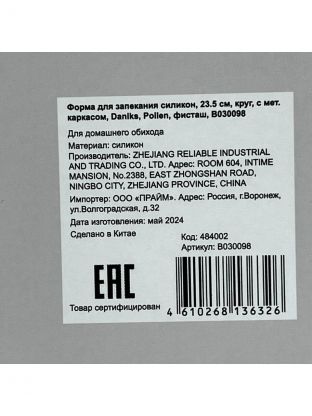 Форма для запекания силикон, 23.5 см, круг, с мет.
каркасом, Daniks, Pollen, фисташ, B030098
Для домашнего обихода
Материал: силикон
Производитель: ZHEJIANG RELIABLE INDUSTRIAL
AND TRADING CO., LTD. Адрес: ROOM 604, INTIME
MANSION, No.2388, EAST ZHONGSHAN ROAD,
NINGBO CITY, ZHEJIANG PROVINCE, CHINA
Импортер: ООО «ПРАЙМ». Адрес: Россия, г.Воронеж,
ул.Волгоградская, д.32
Дата изготовления: май 2024
Сделано в Китае
Код: 484002
Артикул: B030098
EAC
Товар сертифицирован
4 610268 136326